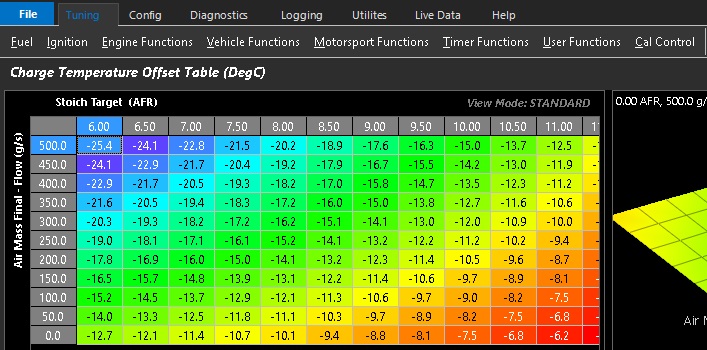 File Tuning Config Diagnostics Logging Utilites Live Data Help
Fuel Ignition Engine Functions Vehicle Functions Motorsport Functions Timer Functions User Functions Cal Control
Charge Temperature Offset Table (DegC)
Stoich Target (AFR) View Mode: STANDARD
0.00 AFR, 500.0 g/
Air Mass Final - Flow (g/s)
6.00 6.50 7.00 7.50 8.00 8.50 9.00 9.50 10.00 10.50 11.00 1
500.0 -25.4 -24.1 -22.8 -21.5 -20.2 -18.9 -17.6 -16.3 -15.0 -13.7 -12.5 -
450.0 -24.1 -22.9 -21.7 -20.4 -19.2 -17.9 -16.7 -15.5 -14.2 -13.0 -11.9 -
400.0 -22.9 -21.7 -20.5 -19.3 -18.2 -17.0 -15.8 -14.7 -13.5 -12.3 -11.2 -
350.0 -21.6 -20.5 -19.4 -18.3 -17.2 -16.0 -15.0 -13.8 -12.7 -11.6 -10.6
300.0 -20.3 -19.3 -18.2 -17.2 -16.2 -15.1 -14.1 -13.0 -12.0 -10.9 -10.0
250.0 -19.0 -18.1 -17.1 -16.1 -15.2 -14.1 -13.2 -12.2 -11.2 -10.2 -9.4
200.0 -17.8 -16.9 -16.0 -15.0 -14.1 -13.2 -12.3 -11.4 -10.5 -9.6 -8.7
150.0 -16.5 -15.7 -14.8 -13.9 -13.1 -12.2 -11.4 -10.6 -9.7 -8.9 -8.1
100.0 -15.2 -14.5 -13.7 -12.9 -12.1 -11.3 -10.6 -9.7 -9.0 -8.2 -7.5
50.0 -14.0 -13.3 -12.5 -11.8 -11.1 -10.3 -9.7 -8.9 -8.2 -7.5 -6.8
0.0 -12.7 -12.1 -11.4 -10.7 -10.1 -9.4 -8.8 -8.1 -7.5 -6.8 -6.2
Air M